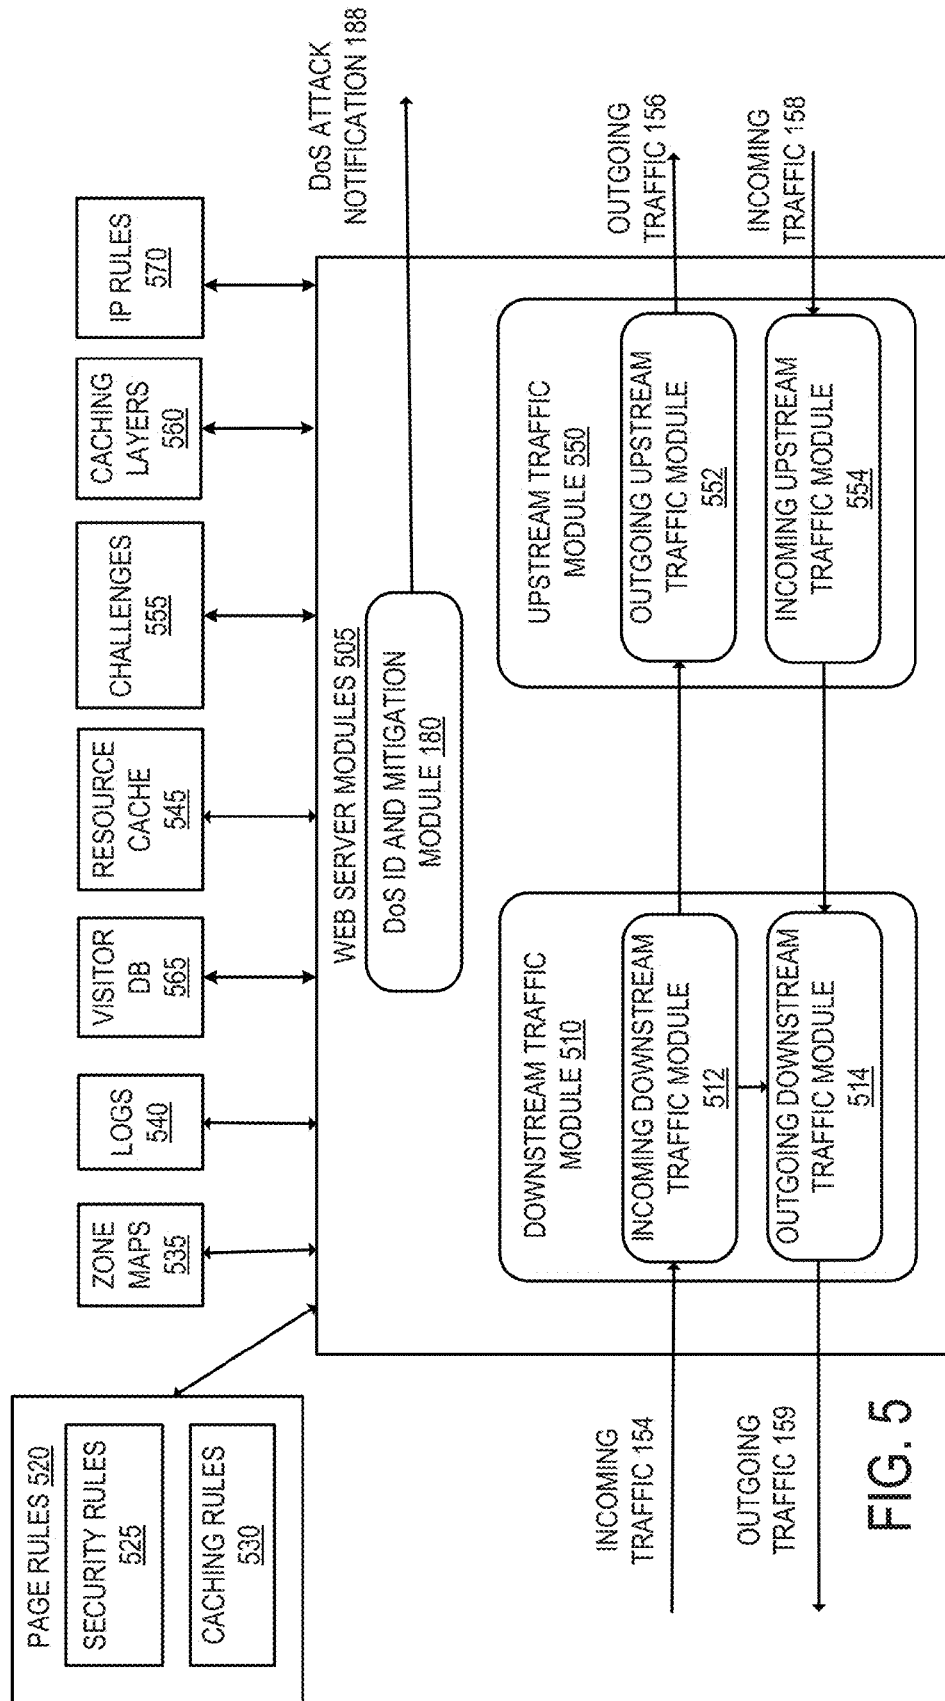 PAGE RULES 520
SECURITY RULES
525
CACHING RULES
530
ZONE
MAPS
535
LOGS
540
VISITOR
DB
565
RESOURCE
CACHE
545
CHALLENGES
555
CACHING
LAYERS
560
IP RULES
570
WEB SERVER MODULES 505
DoS ID AND MITIGATION
MODULE 180
DoS ATTACK
NOTIFICATION 188
DOWNSTREAM TRAFFIC
MODULE 510
INCOMING DOWNSTREAM
TRAFFIC MODULE
512
OUTGOING DOWNSTREAM
TRAFFIC MODULE
514
UPSTREAM TRAFFIC
MODULE 550
OUTGOING UPSTREAM
TRAFFIC MODULE
552
INCOMING UPSTREAM
TRAFFIC MODULE
554
INCOMING
TRAFFIC 154
OUTGOING
TRAFFIC 159
OUTGOING
TRAFFIC 156
INCOMING
TRAFFIC 158
FIG. 5